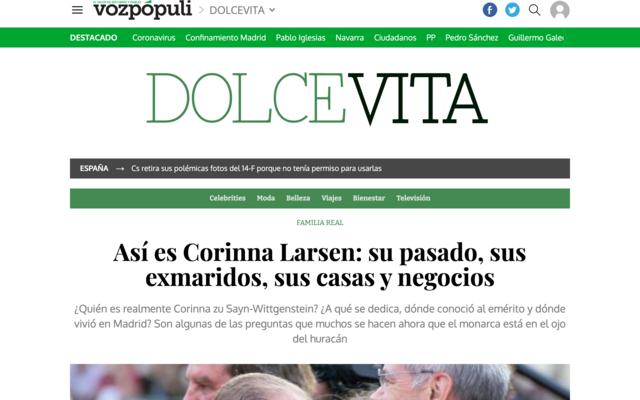 vozpópuli > DOLCEVITA
DESTACADO Coronavirus Confinamiento Madrid Pablo Iglesias Navarra Ciudadanos PP Pedro Sánchez Guillermo
DOLCEVITA
ESPAÑA → Cs retira sus polémicas fotos del 14-F porque no tenía permiso para usarlas
Celebrities Moda Belleza Viajes Bienestar Televisión
FAMILIA REAL
Así es Corinna Larsen: su pasado, sus
exmaridos, sus casas y negocios
¿Quién es realmente Corinna zu Sayn-Wittgenstein? ¿A qué se dedica, dónde conoció al emérito y dónde
vivió en Madrid? Son algunas de las preguntas que muchos se hacen ahora que el monarca está en el ojo
del huracán